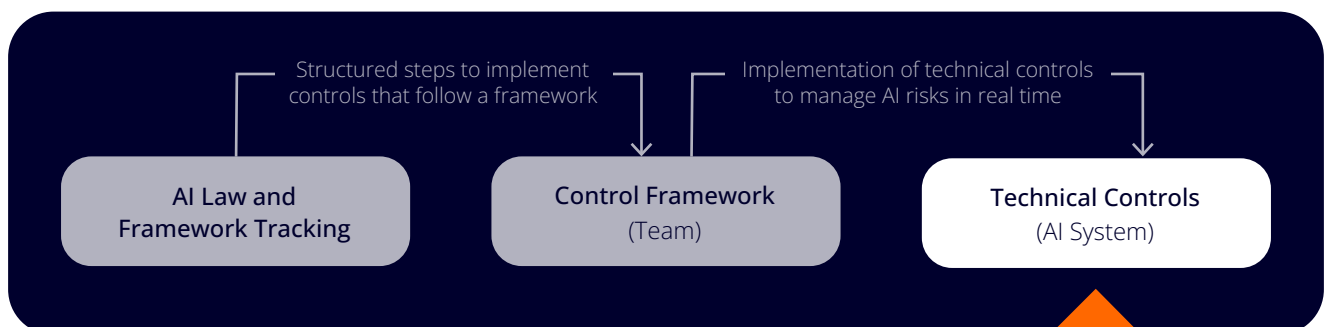 Structured steps to implement
controls that follow a framework
Implementation of technical controls
to manage AI risks in real time
AI Law and
Framework Tracking
Control Framework
(Team)
Technical Controls
(AI System)